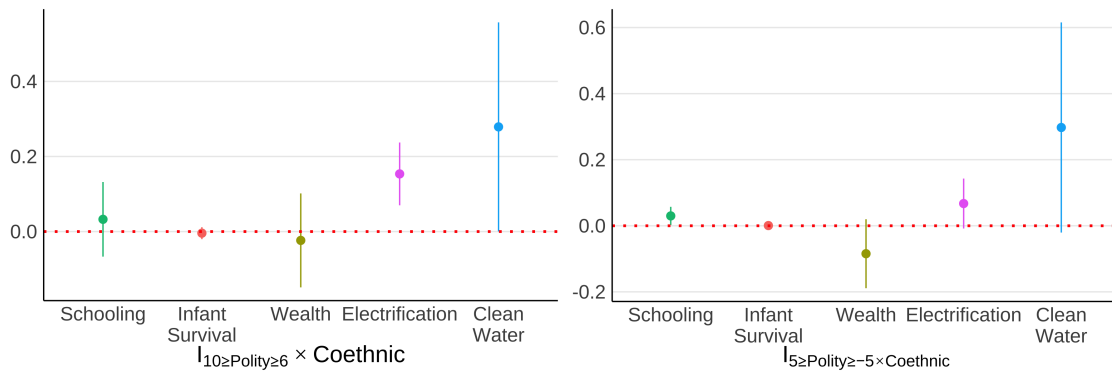 0.4
0.2
0.0
Schooling
Infant
Survival
Wealth
Electrification
Clean
Water
I10≥Polity≥6 × Coethnic
0.6
0.4
0.2
0.0
-0.2
Schooling
Infant
Survival
Wealth
Electrification
Clean
Water
I5≥Polity≥−5×Coethnic